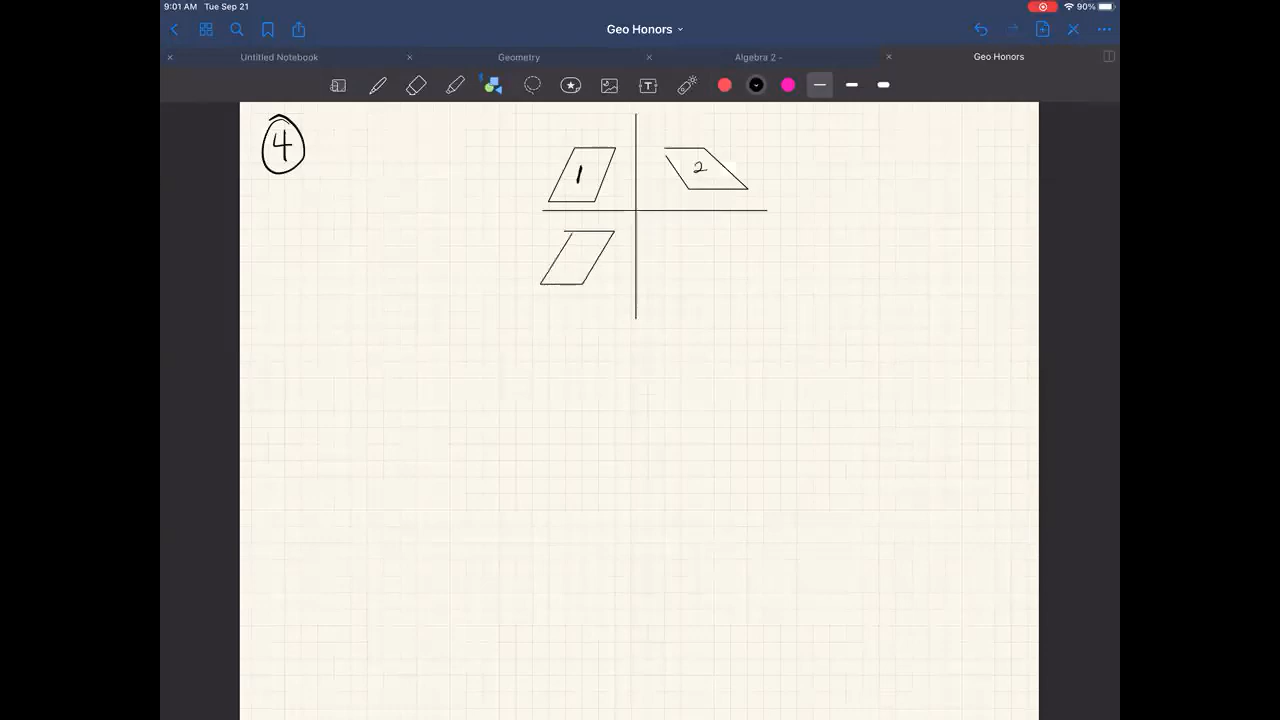 9:01 AM Tue Sep 21
90%
Geo Honors
Untitled Notebook
Geometry
Algebra 2 -
Geo Honors
T
4
1
2